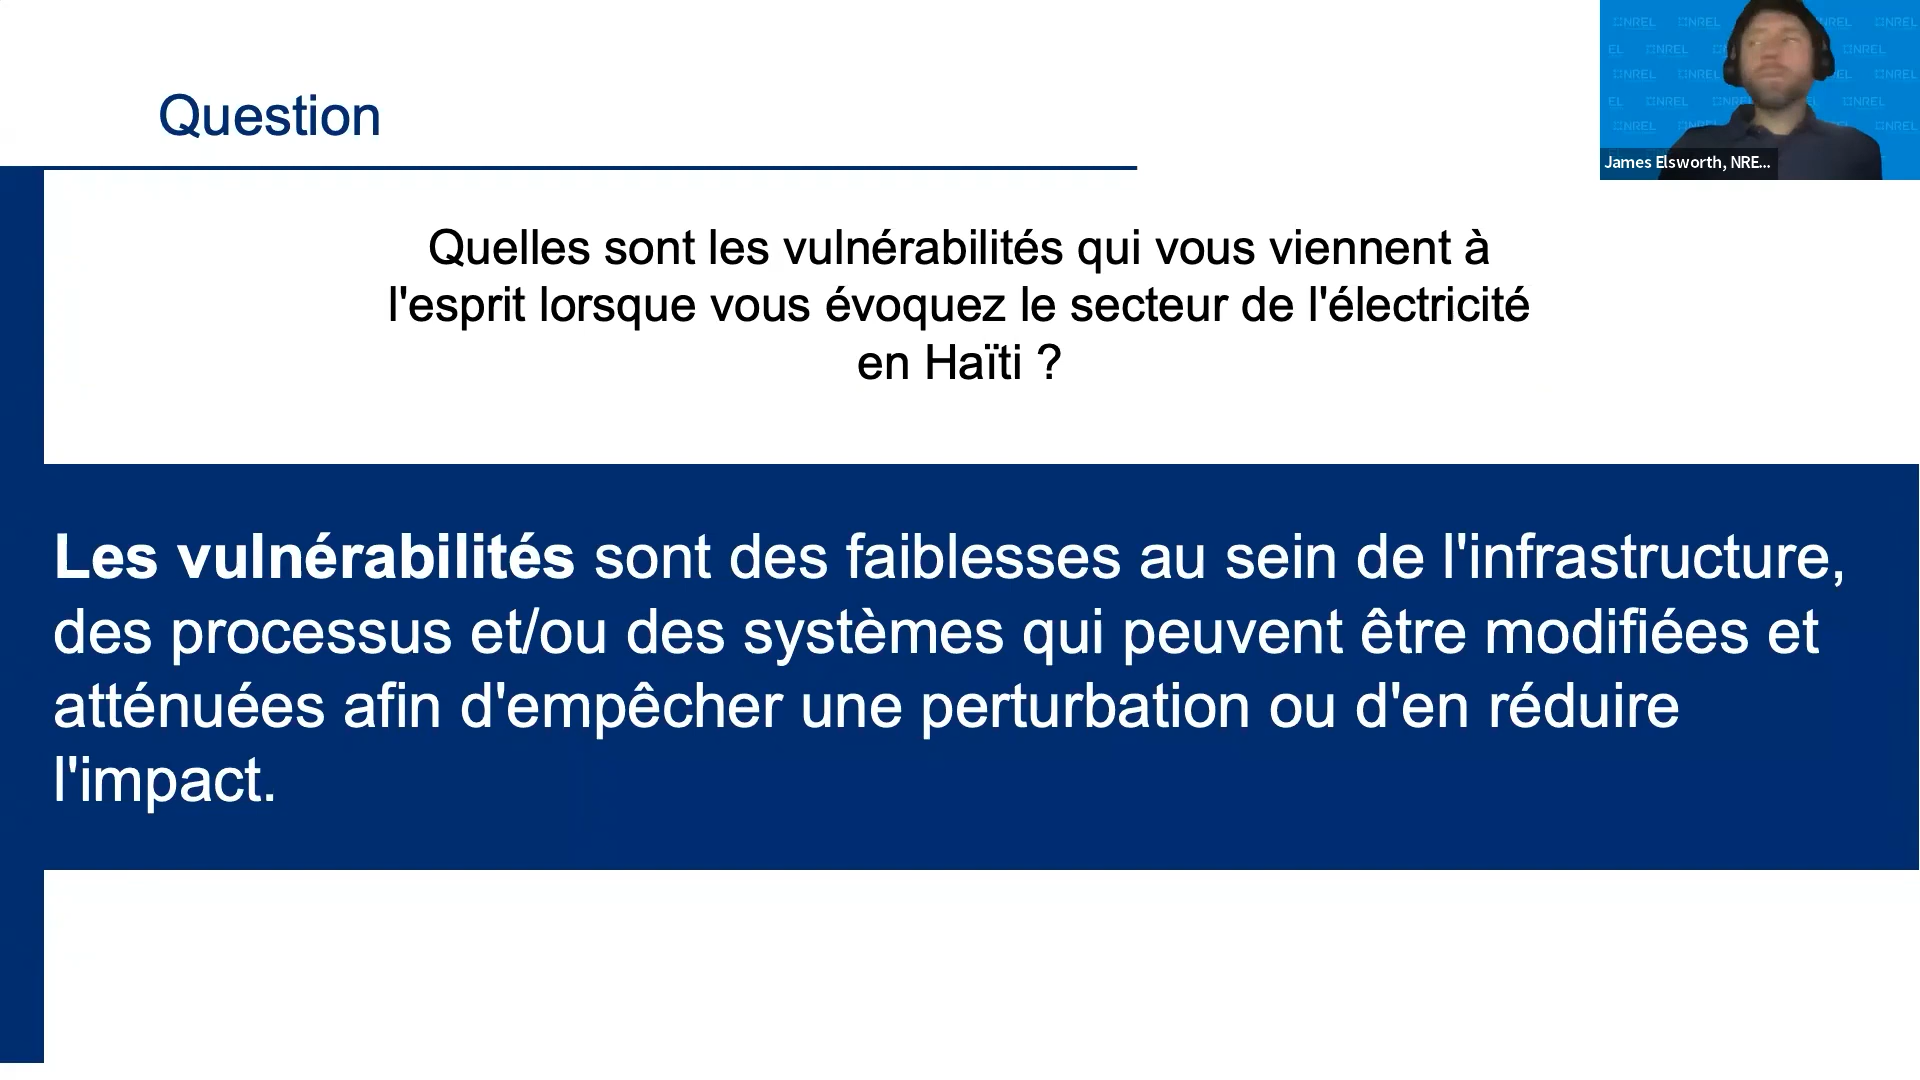 Question
James Elsworth, NRE...
Quelles sont les vulnérabilités qui vous viennent à
l'esprit lorsque vous évoquez le secteur de l'électricité
en Haïti ?
Les vulnérabilités sont des faiblesses au sein de l'infrastructure,
des processus et/ou des systèmes qui peuvent être modifiées et
atténuées afin d'empêcher une perturbation ou d'en réduire
l'impact.